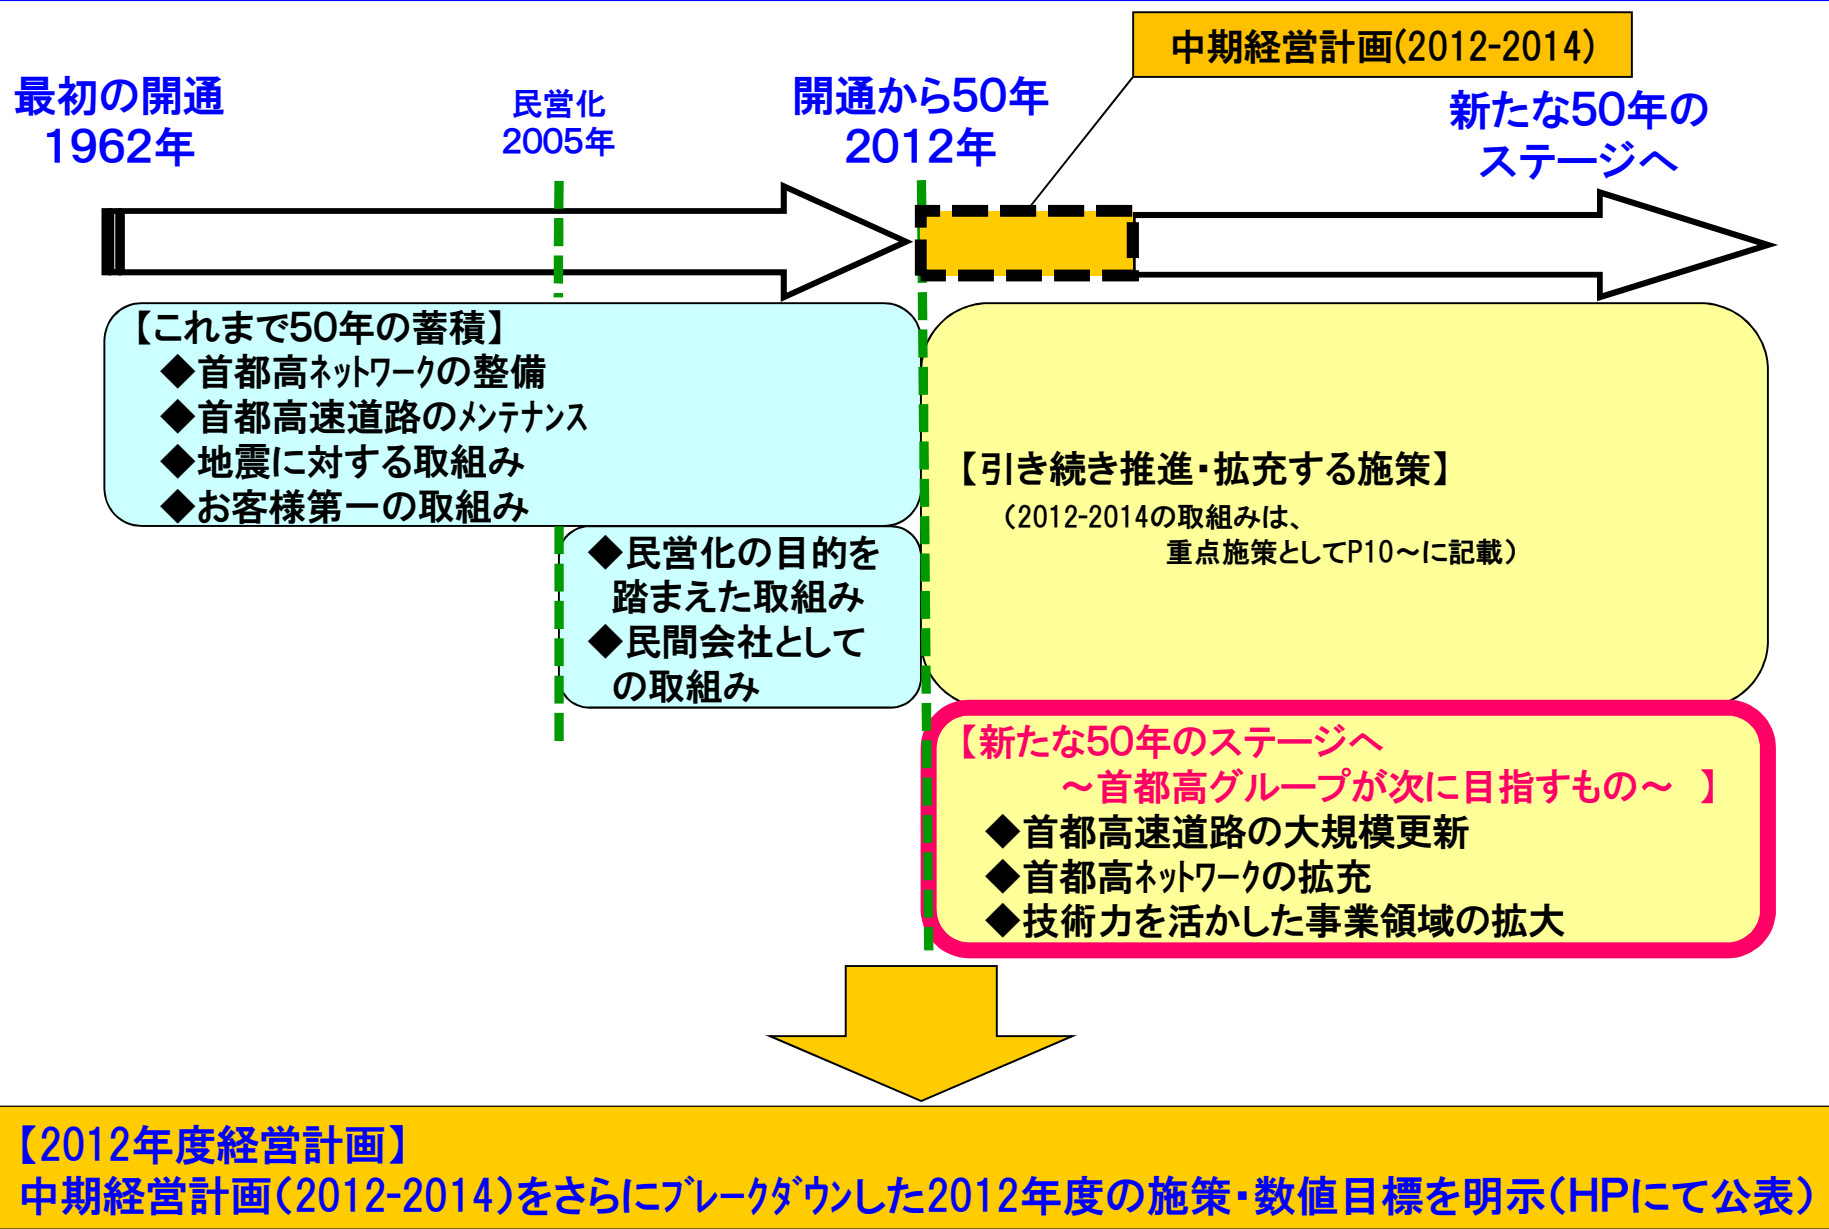 中期経営計画(2012-2014)
最初の開通
1962年
民営化
2005年
開通から50年
2012年
新たな50年の
ステージへ
【これまで50年の蓄積】
◆首都高ﾈｯﾄﾜｰｸの整備
◆首都高速道路のﾒﾝﾃﾅﾝｽ
◆地震に対する取組み
◆お客様第一の取組み
◆民営化の目的を
踏まえた取組み
◆民間会社として
の取組み
【引き続き推進・拡充する施策】
（2012-2014の取組みは、
重点施策としてP10～に記載）
【新たな50年のステージへ
～首都高グループが次に目指すもの～ 】
◆首都高速道路の大規模更新
◆首都高ﾈｯﾄﾜｰｸの拡充
◆技術力を活かした事業領域の拡大
【2012年度経営計画】
中期経営計画（2012-2014）をさらにﾌﾞﾚｰｸﾀﾞｳﾝした2012年度の施策・数値目標を明示（HPにて公表）